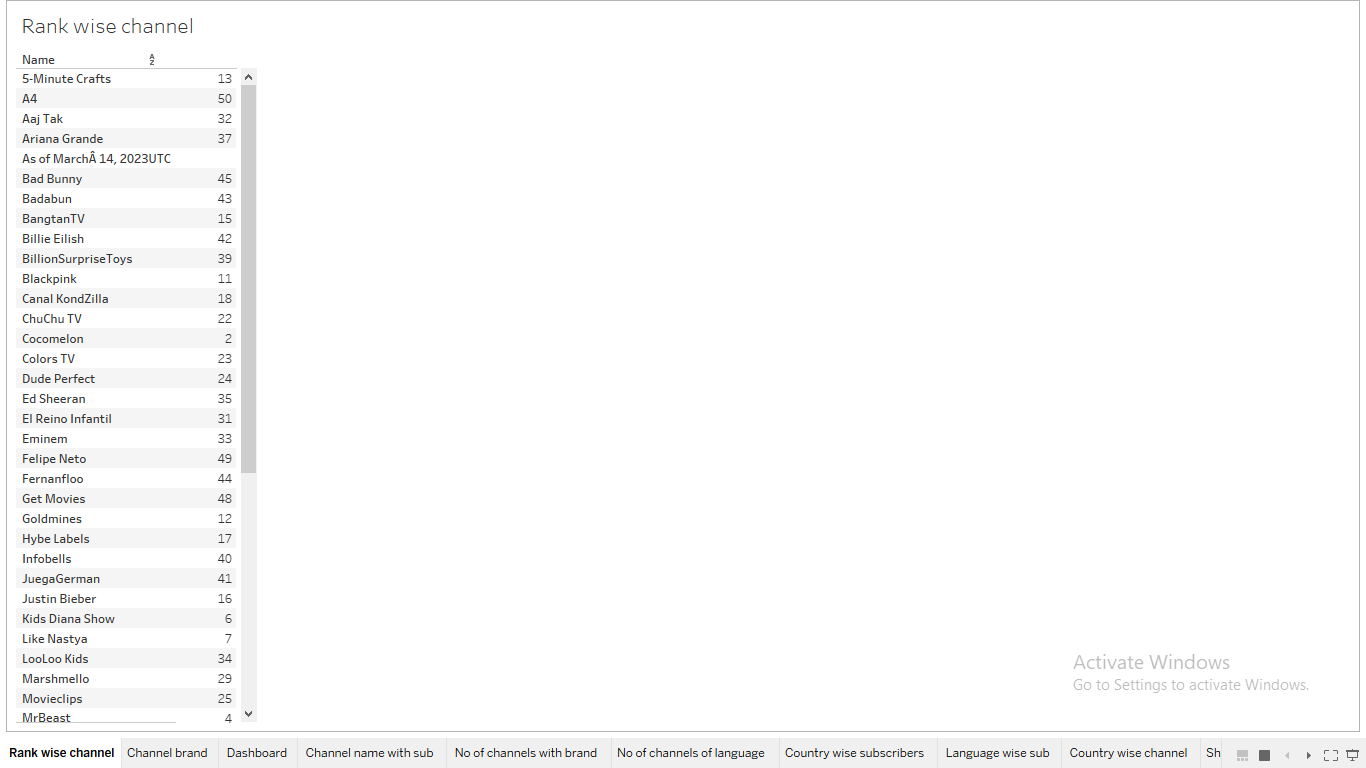 Rank wise channel
Name
5-Minute Crafts 13
A4 50
Aaj Tak 32
Ariana Grande 37
As of MarchÂ 14, 2023UTC
Bad Bunny 45
Badabun 43
BangtanTV 15
Billie Eilish 42
BillionSurpriseToys 39
Blackpink 11
Canal KondZilla 18
ChuChu TV 22
Cocomelon 2
Colors TV 23
Dude Perfect 24
Ed Sheeran 35
El Reino Infantil 31
Eminem 33
Felipe Neto 49
Fernanfloo 44
Get Movies 48
Goldmines 12
Hybe Labels 17
Infobells 40
JuegaGerman 41
Justin Bieber 16
Kids Diana Show 6
Like Nastya 7
LooLoo Kids 34
Marshmello 29
Movieclips 25
MrBeast 4
Activate Windows
Go to Settings to activate Windows.
Rank wise channel Channel brand Dashboard Channel name with sub No of channels with brand No of channels of language Country wise subscribers Language wise sub Country wise channel Sh